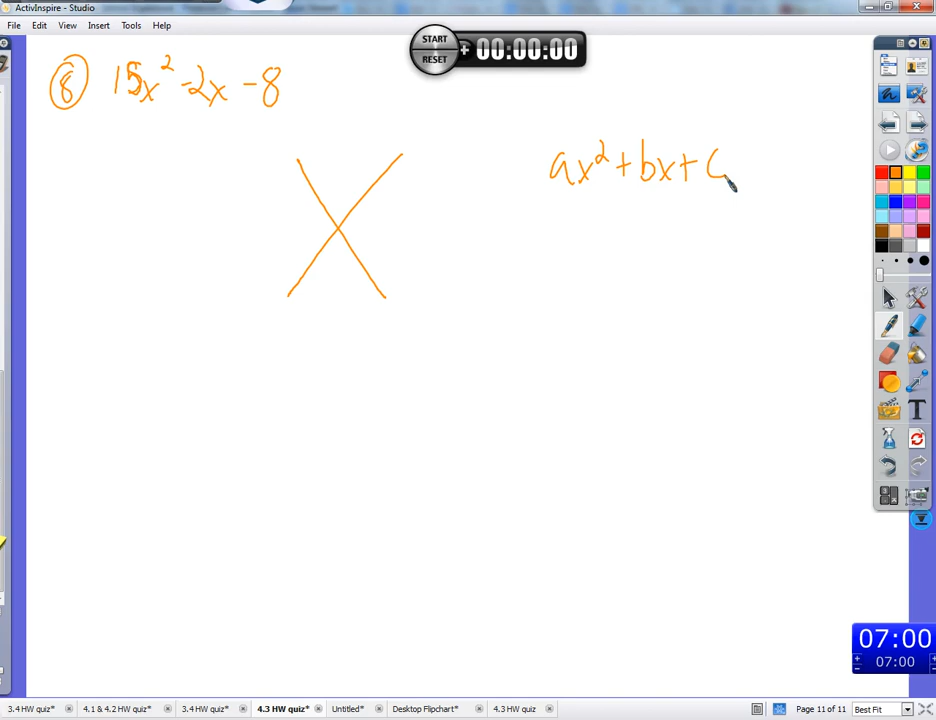 ActivInspire - Studio
File Edit View Insert Tools Help
START
RESET
+ 00:00:00
⑧ 15x² -2x -8
ax² + bx + c
T
07:00
07:00
3.4 HW quiz* 4.1 & 4.2 HW quiz* 3.4 HW quiz* 4.3 HW quiz* Untitled* Desktop Flipchart* 4.3 HW quiz Page 11 of 11 Best Fit